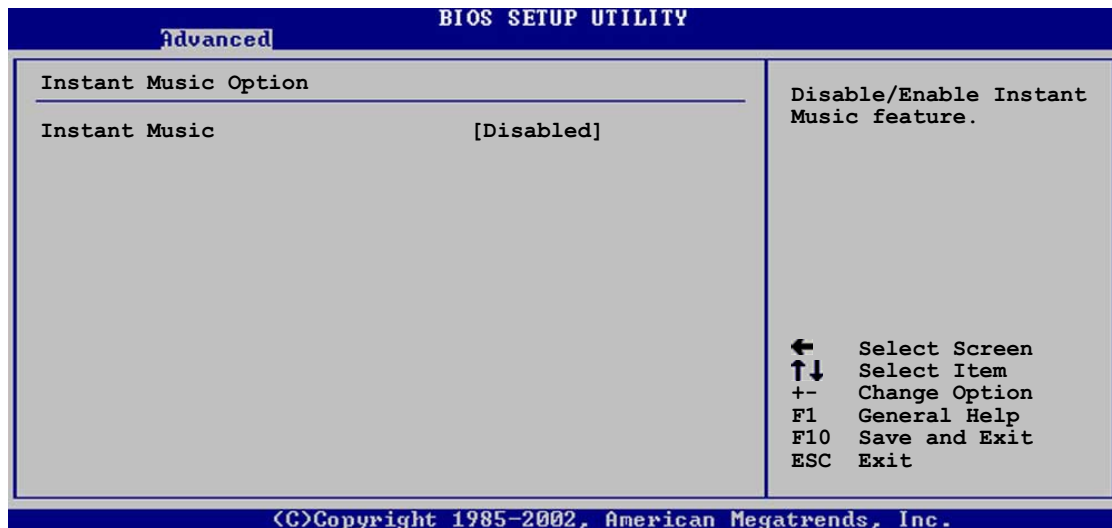 BIOS SETUP UTILITY
Advanced
Instant Music Option
Instant Music [Disabled]
Disable/Enable Instant
Music feature.
← Select Screen
↑↓ Select Item
+- Change Option
F1 General Help
F10 Save and Exit
ESC Exit
(C)Copyright 1985-2002, American Megatrends, Inc.